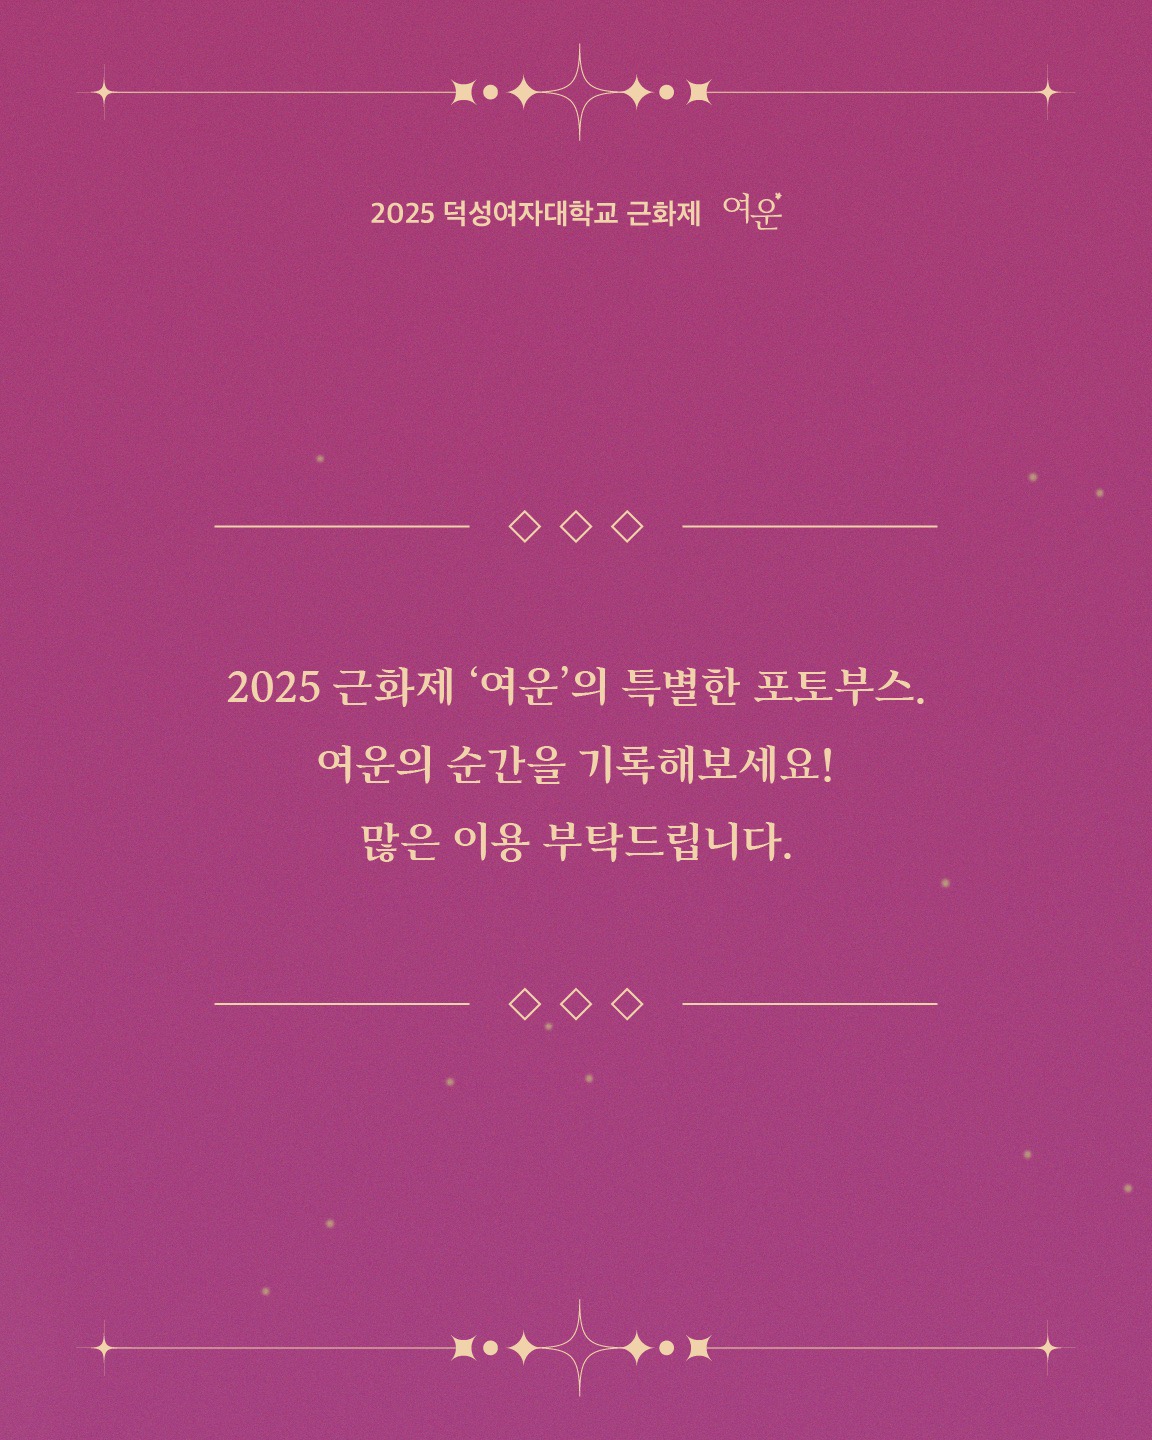 2025 덕성여자대학교 근화제 여운
2025 근화제 ‘여운’의 특별한 포토부스.
여운의 순간을 기록해보세요!
많은 이용 부탁드립니다.